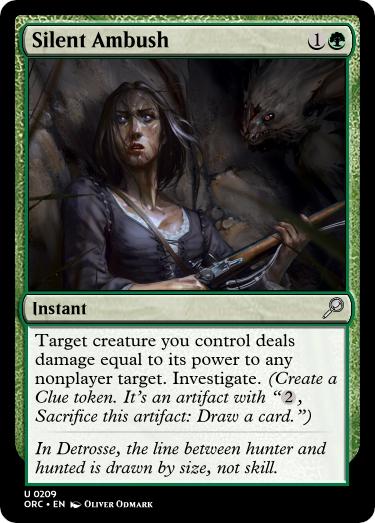 Silent Ambush 1
Instant
Target creature you control deals
damage equal to its power to any
nonplayer target. Investigate. (Create a
Clue token. It's an artifact with “2,
Sacrifice this artifact: Draw a card.”)
In Detrosse, the line between hunter and
hunted is drawn by size, not skill.
U 0209
ORC • EN OLIVER ODMARK